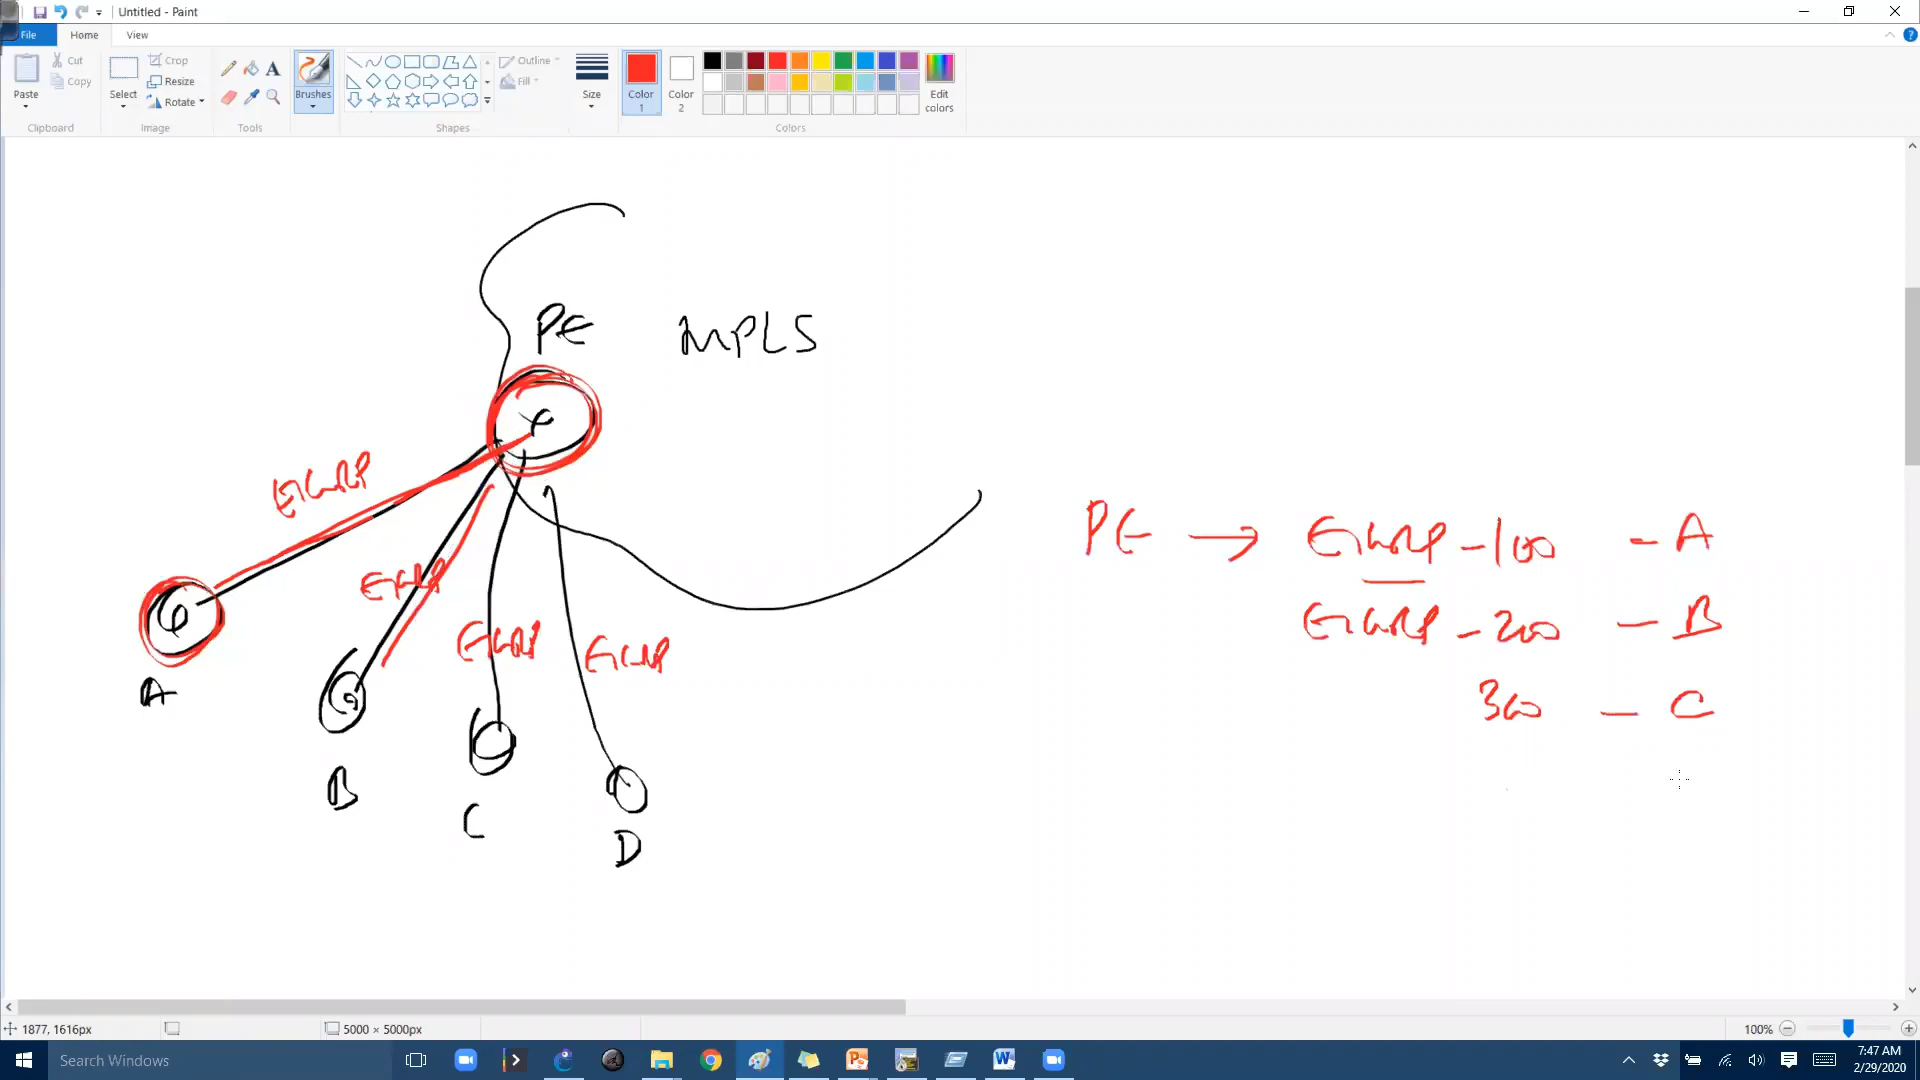 Untitled - Paint
File Home View
Paste
Cut
Copy
Clipboard
Select
Crop
Resize
Rotate
Image
Tools
Brushes
Outline
Fill
Shapes
Size
Color 1
Color 2
Edit colors
Colors
PE MPLS
EIGRP
EIGRP
EIGRP
EIGRP
A
B
C
D
PE → EIGRP - 100 - A
EIGRP - 200 - B
300 - C
1877, 1616px
5000 × 5000px
100%
Search Windows
7:47 AM
2/29/2020